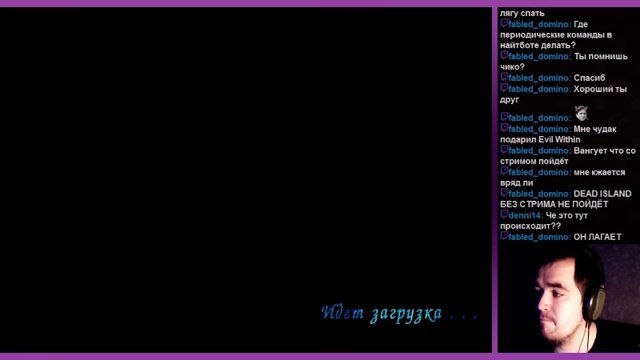 лягу спать
fabled_domino: Где
периодические команды в
найтботе делать?
fabled_domino: Ты помнишь
чико?
fabled_domino: Спасиб
fabled_domino: Хороший ты
друг
fabled_domino:
fabled_domino: Мне чудак
подарил Evil Within
fabled_domino: Вангует что со
стримом пойдёт
fabled_domino: мне кжается
вряд ли
fabled_domino: DEAD ISLAND
БЕЗ СТРИМА НЕ ПОЙДЁТ
denni14: Че это тут
происходит??
fabled_domino: ОН ЛАГАЕТ
Идет загрузка . . .